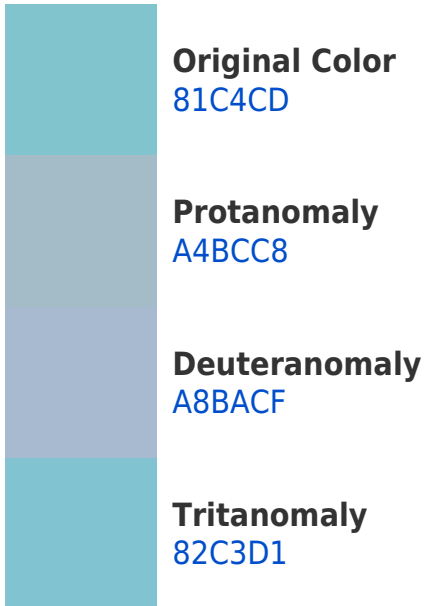 Original Color
81C4CD
Protanomaly
A4BCC8
Deuteranomaly
A8BACF
Tritanomaly
82C3D1